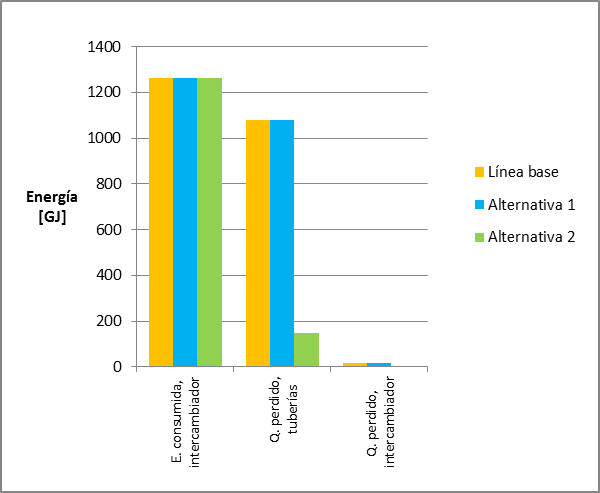 1400
1200
1000
800
600
400
200
0
Energía
[GJ]
E. consumida,
intercambiador
Q. perdido,
tuberías
Q. perdido,
intercambiador
Línea base
Alternativa 1
Alternativa 2